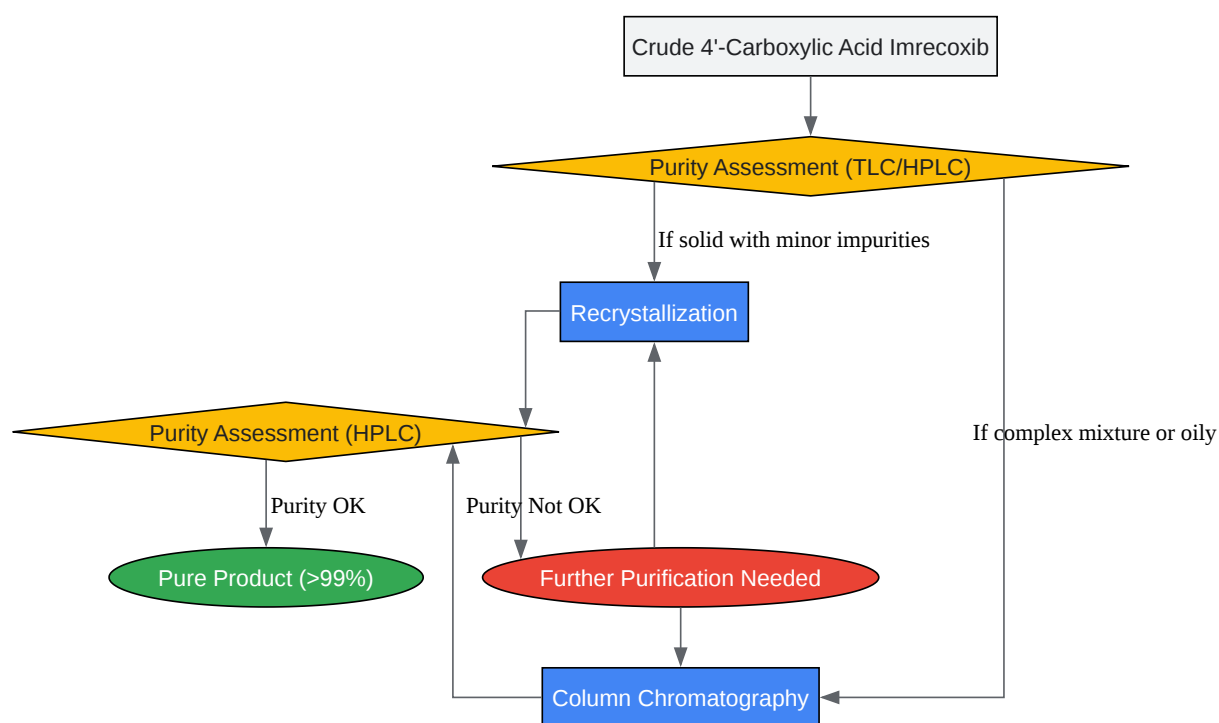 Crude 4'-Carboxylic Acid Imrecoxib
Purity Assessment (TLC/HPLC)
If solid with minor impurities
Recrystallization
Purity Assessment (HPLC)
If complex mixture or oily
Purity OK
Purity Not OK
Pure Product (>99%)
Further Purification Needed
Column Chromatography